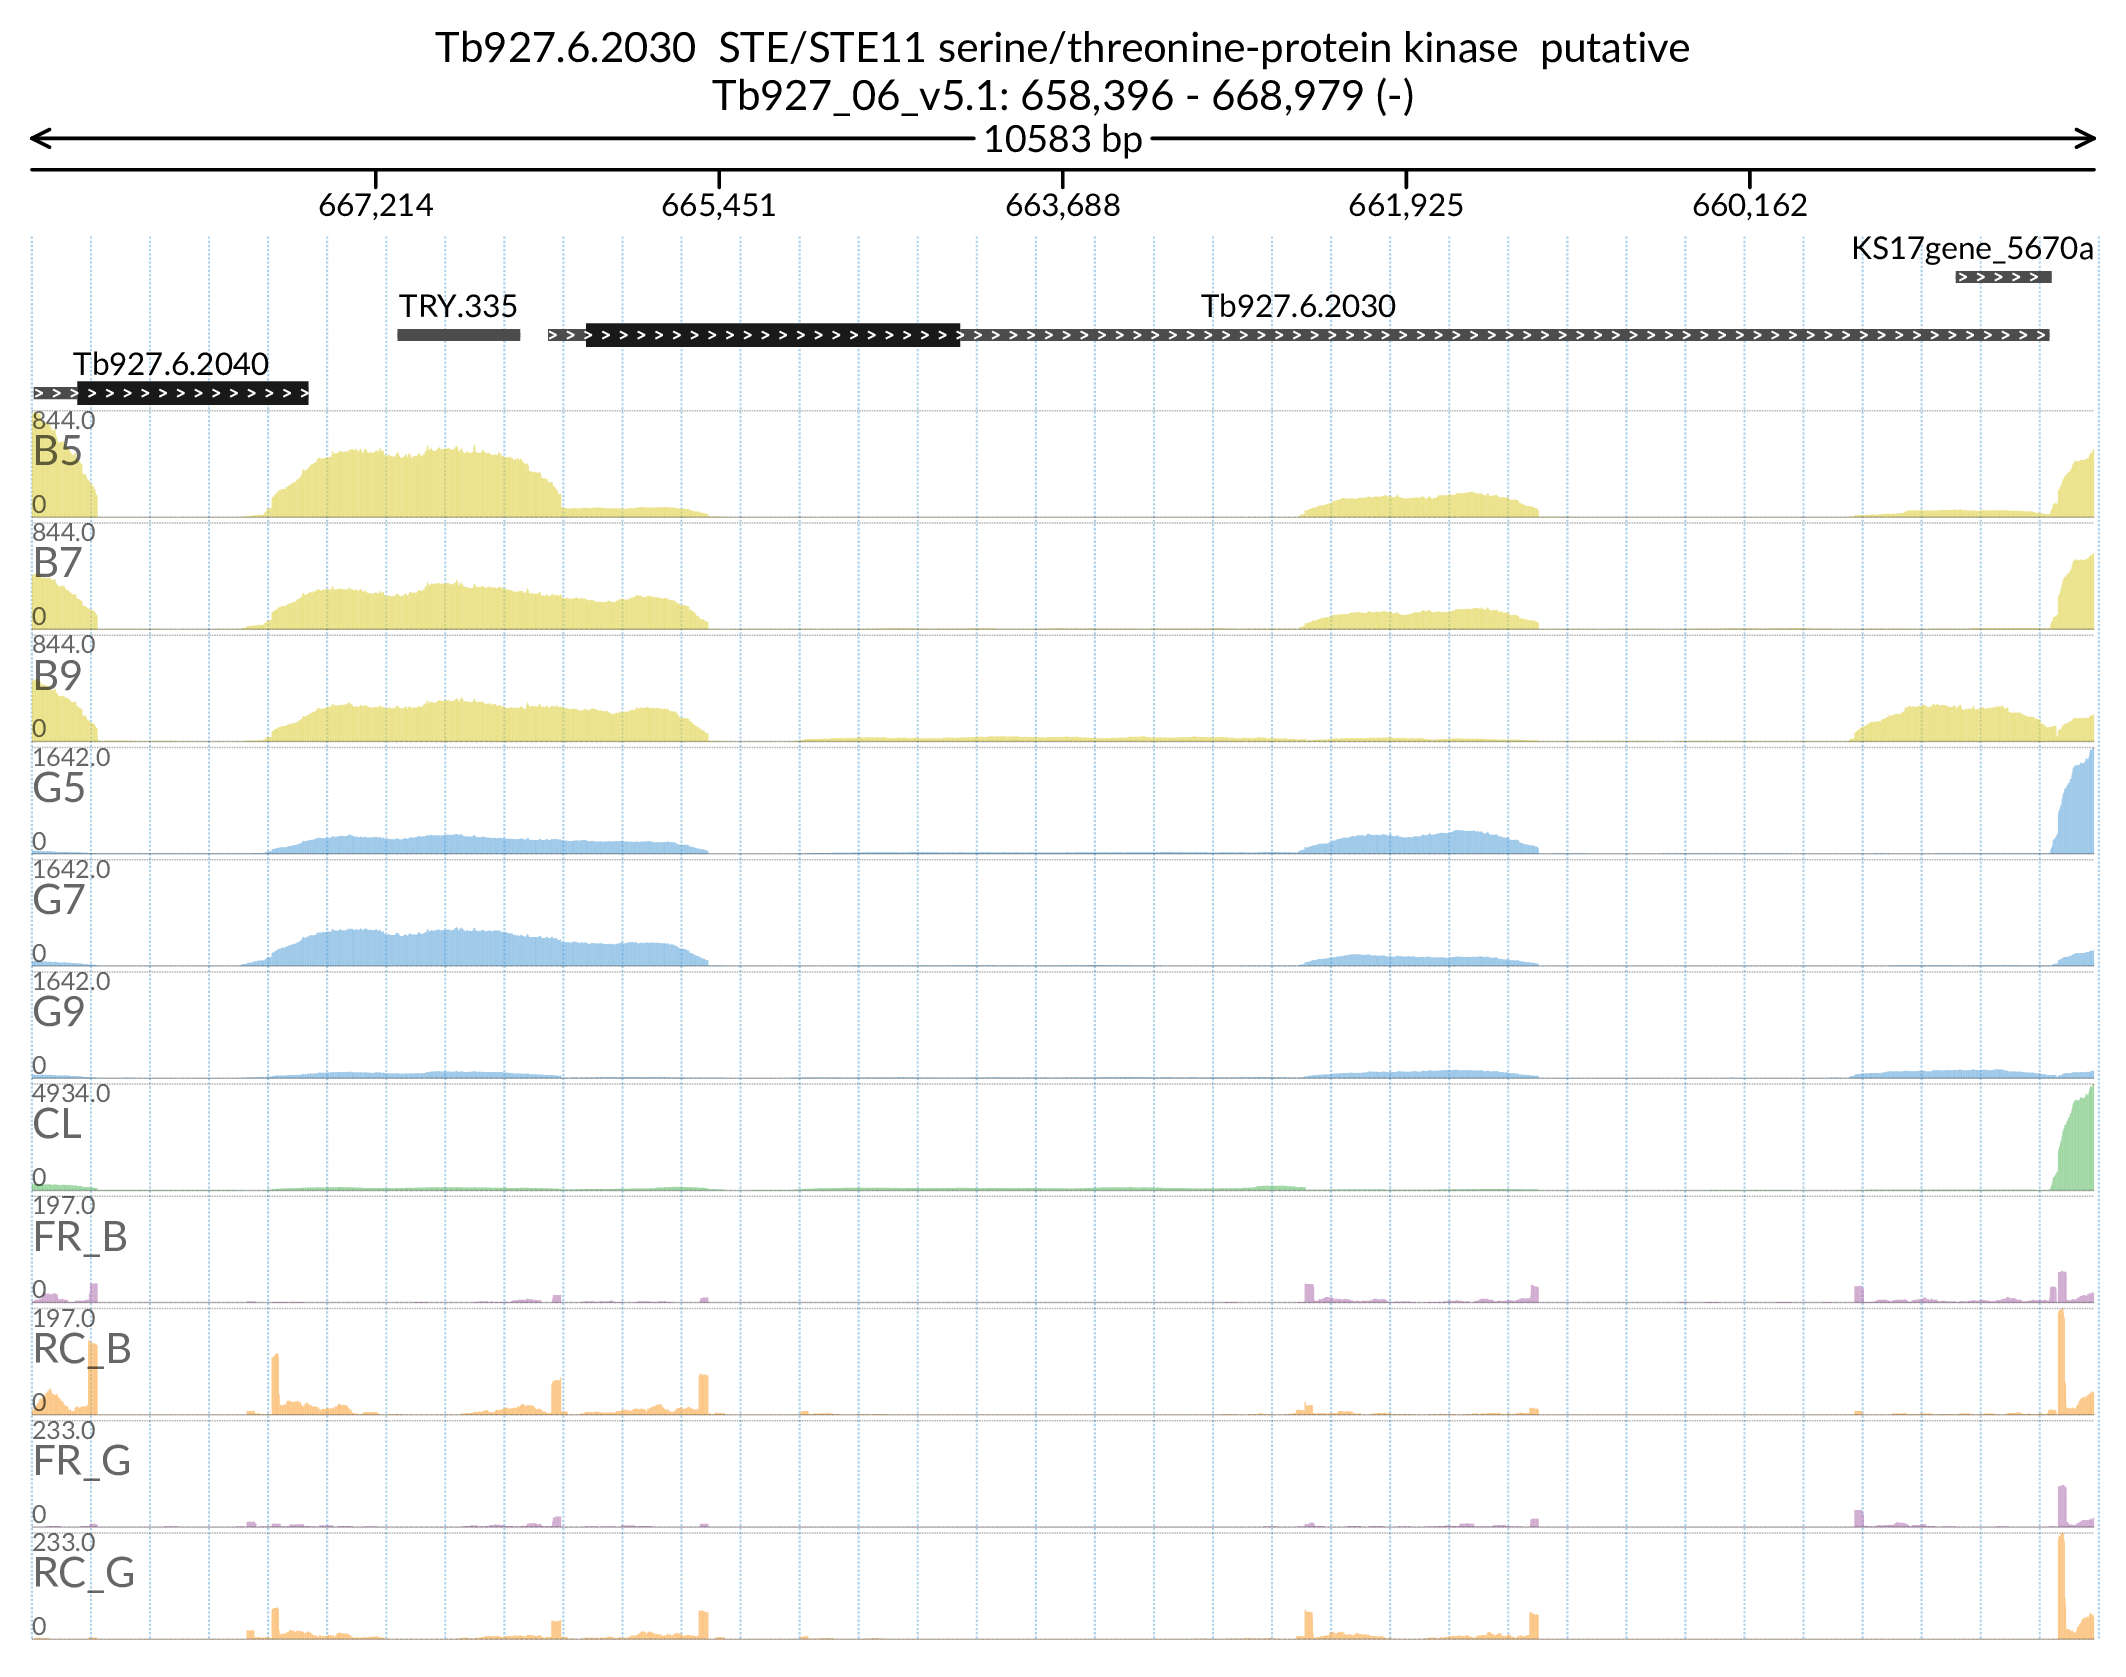 Tb927.6.2030 STE/STE11 serine/threonine-protein kinase putative
Tb927_06_v5.1: 658,396 - 668,979 (-)
10583 bp
667,214 665,451 663,688 661,925 660,162
KS17gene_5670a
TRY.335 Tb927.6.2030
Tb927.6.2040
844.0
B5
0
844.0
B7
0
844.0
B9
0
1642.0
G5
0
1642.0
G7
0
1642.0
G9
0
4934.0
CL
0
197.0
FR_B
0
197.0
RC_B
0
233.0
FR_G
0
233.0
RC_G
0